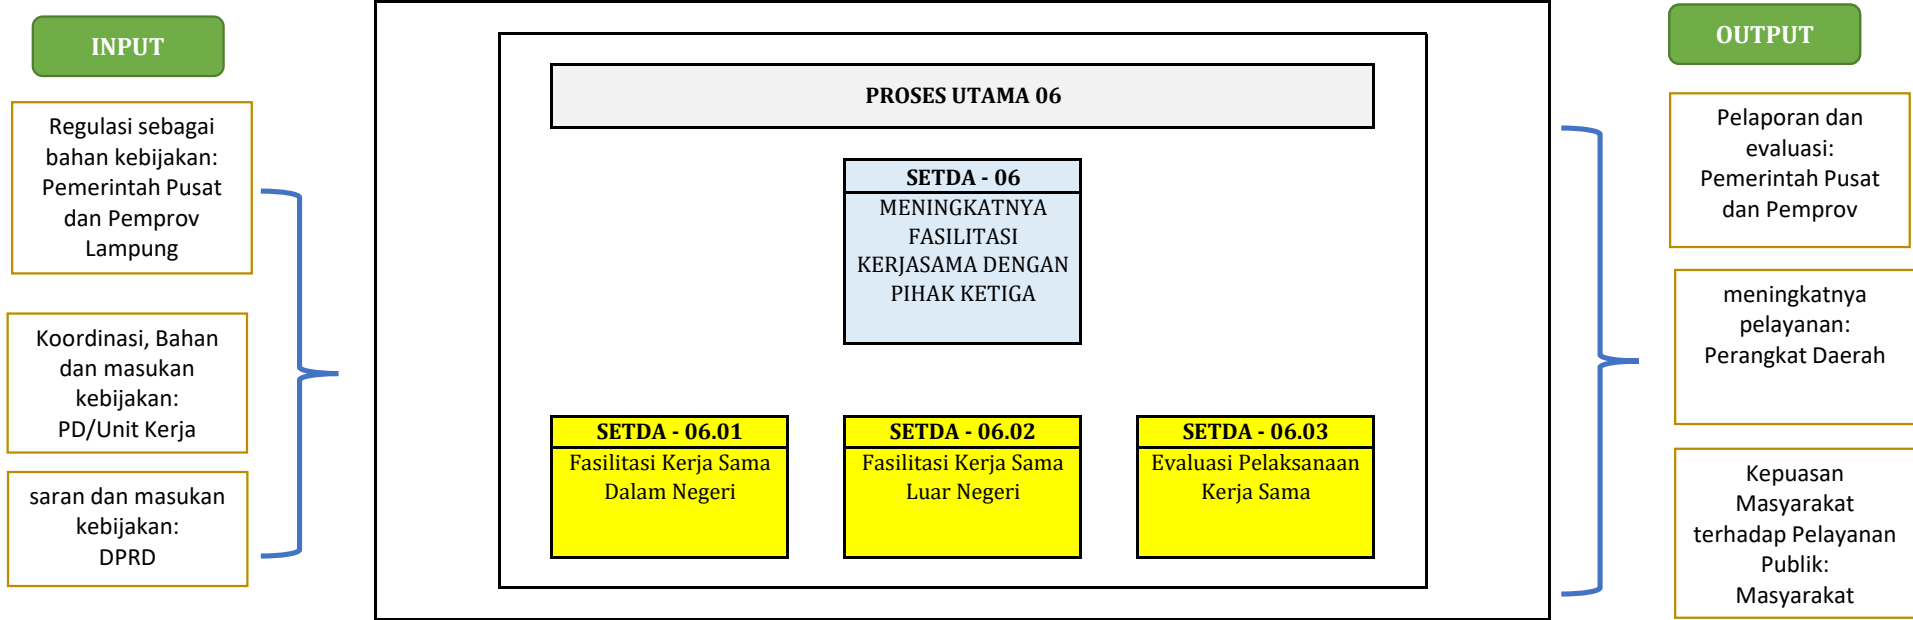 INPUT
Regulasi sebagai
bahan kebijakan:
Pemerintah Pusat
dan Pemprov
Lampung
Koordinasi, Bahan
dan masukan
kebijakan:
PD/Unit Kerja
saran dan masukan
kebijakan:
DPRD
PROSES UTAMA 06
SETDA - 06
MENINGKATNYA
FASILITASI
KERJASAMA DENGAN
PIHAK KETIGA
SETDA - 06.01
Fasilitasi Kerja Sama
Dalam Negeri
SETDA - 06.02
Fasilitasi Kerja Sama
Luar Negeri
SETDA - 06.03
Evaluasi Pelaksanaan
Kerja Sama
OUTPUT
Pelaporan dan
evaluasi:
Pemerintah Pusat
dan Pemprov
meningkatnya
pelayanan:
Perangkat Daerah
Kepuasan
Masyarakat
terhadap Pelayanan
Publik:
Masyarakat